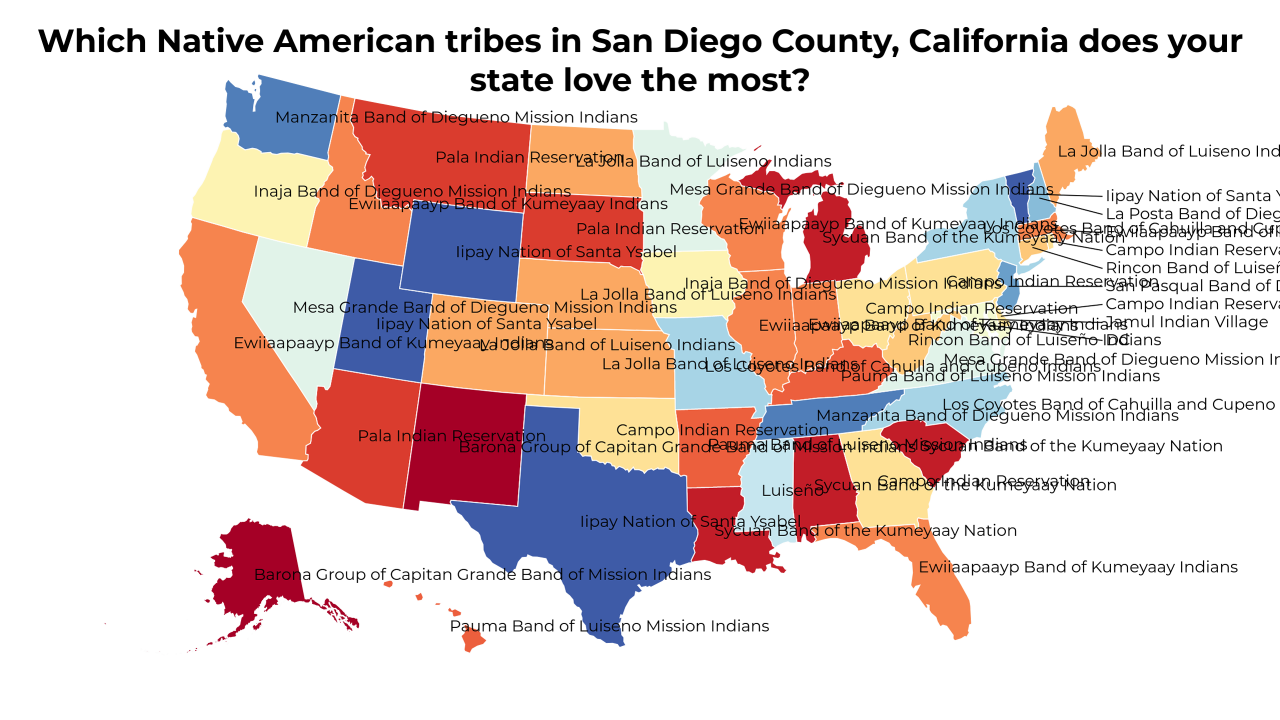 Which Native American tribes in San Diego County, California does your
state love the most?
Manzanita Band of Diegueno Mission Indians
La Jolla Band of Luiseno Ind
Pala Indian Reservation
La Jolla Band of Luiseno Indians
Inaja Band of Diegueno Mission Indians
Mesa Grande Band of Diegueno Mission Indians
Iipay Nation of Santa Y
Ewiiaapaayp Band of Kumeyaay Indians
La Posta Band of Dieg
Pala Indian Reservation
Ewiiaapaayp Band of Kumeyaay Indians
Los Coyotes Band of Cahuilla and Cup
Ewiiaapaayp Band of
Sycuan Band of the Kumeyaay Nation
Iipay Nation of Santa Ysabel
Campo Indian Reserva
Rincon Band of Luiser
Inaja Band of Diegueno Mission Indians
Campo Indian Reservation
San Pasqual Band of D
La Jolla Band of Luiseno Indians
Mesa Grande Band of Diegueno Mission Indians
Campo Indian Reservation
Campo Indian Reserva
Iipay Nation of Santa Ysabel
Ewiiaapaayp Band of Kumeyaay Indians
Ewiiaapaayp Band of Kumeyaay Indians
Jamul Indian Village
Ewiiaapaayp Band of Kumeyaay Indians
La Jolla Band of Luiseno Indians
Rincon Band of Luiseno Indians
DC
La Jolla Band of Luiseno Indians
Los Coyotes Band of Cahuilla and Cupeno Indians
Mesa Grande Band of Diegueno Mission In
Pauma Band of Luiseno Mission Indians
Los Coyotes Band of Cahuilla and Cupeno
Manzanita Band of Diegueno Mission Indians
Pala Indian Reservation
Campo Indian Reservation
Barona Group of Capitan Grande Band of Mission Indians
Pauma Band of Luiseno Mission Indians
Sycuan Band of the Kumeyaay Nation
Luiseño
Sycuan Band of the Kumeyaay Nation
Campo Indian Reservation
Iipay Nation of Santa Ysabel
Sycuan Band of the Kumeyaay Nation
Ewiiaapaayp Band of Kumeyaay Indians
Barona Group of Capitan Grande Band of Mission Indians
Pauma Band of Luiseno Mission Indians